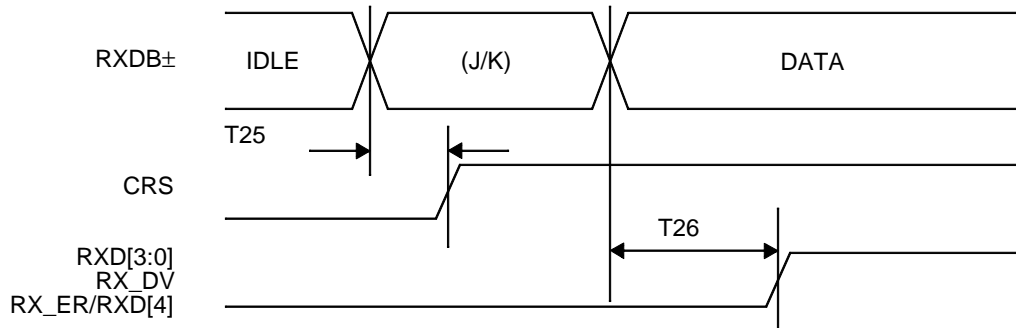 RXDB± IDLE (J/K) DATA
T25
CRS
T26
RXD[3:0]
RX_DV
RX_ER/RXD[4]